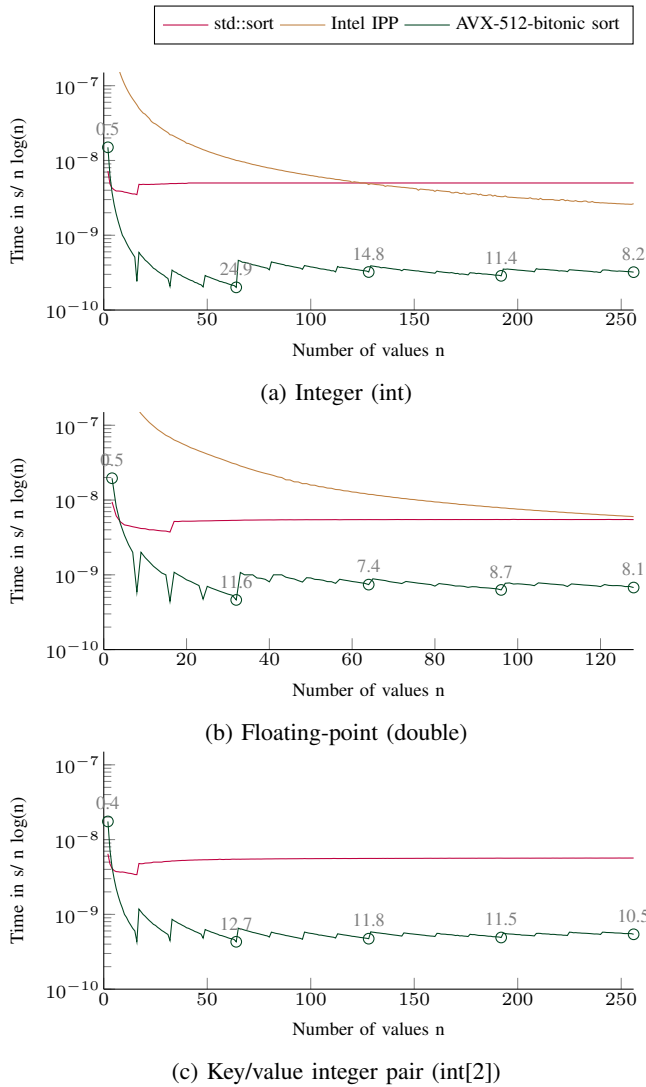 std::sort Intel IPP AVX-512-bitonic sort
10⁻⁷
10⁻⁸
10⁻⁹
10⁻¹⁰
Time in s/ n log(n)
0.5
24.9
14.8
11.4
8.2
0 50 100 150 200 250
Number of values n
(a) Integer (int)
10⁻⁷
10⁻⁸
10⁻⁹
10⁻¹⁰
Time in s/ n log(n)
0.5
11.6
7.4
8.7
8.1
0 20 40 60 80 100 120
Number of values n
(b) Floating-point (double)
10⁻⁷
10⁻⁸
10⁻⁹
10⁻¹⁰
Time in s/ n log(n)
0.4
12.7
11.8
11.5
10.5
0 50 100 150 200 250
Number of values n
(c) Key/value integer pair (int[2])